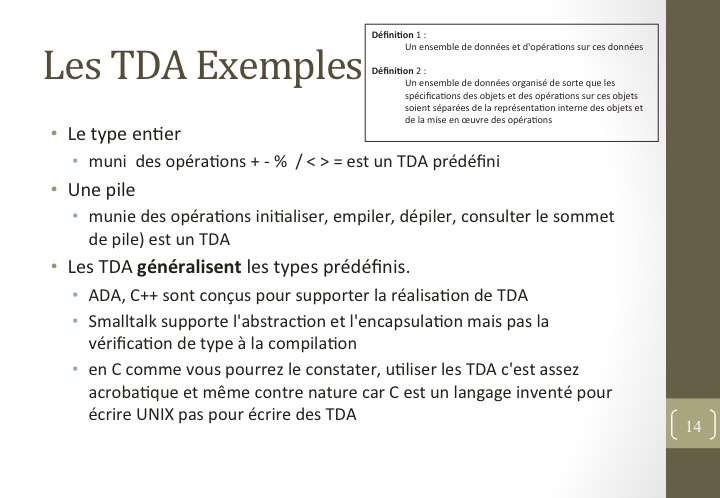 Les TDA Exemples
Définition 1 :
Un ensemble de données et d'opérations sur ces données
Définition 2 :
Un ensemble de données organisé de sorte que les
spécifications des objets et des opérations sur ces objets
soient séparées de la représentation interne des objets et
de la mise en œuvre des opérations
• Le type entier
• muni des opérations + - % / < > = est un TDA prédéfini
• Une pile
• munie des opérations initialiser, empiler, dépiler, consulter le sommet
de pile) est un TDA
• Les TDA généralisent les types prédéfinis.
• ADA, C++ sont conçus pour supporter la réalisation de TDA
• Smalltalk supporte l'abstraction et l'encapsulation mais pas la
vérification de type à la compilation
• en C comme vous pourrez le constater, utiliser les TDA c'est assez
acrobatique et même contre nature car C est un langage inventé pour
écrire UNIX pas pour écrire des TDA
14